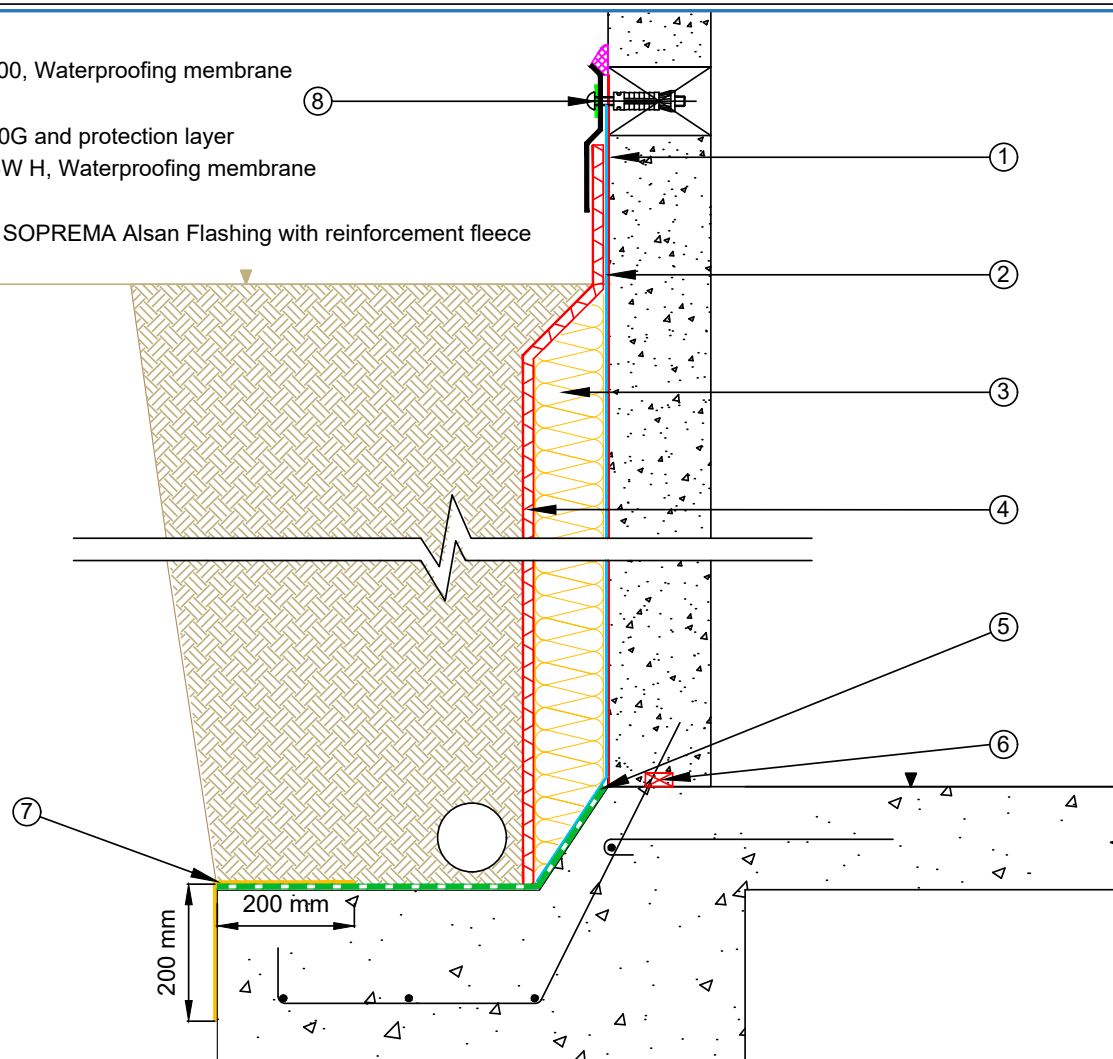 00, Waterproofing membrane
8
0G and protection layer
1
W H, Waterproofing membrane
SOPREMA Alsan Flashing with reinforcement fleece
2
3
4
5
6
7
200 mm
200 mm